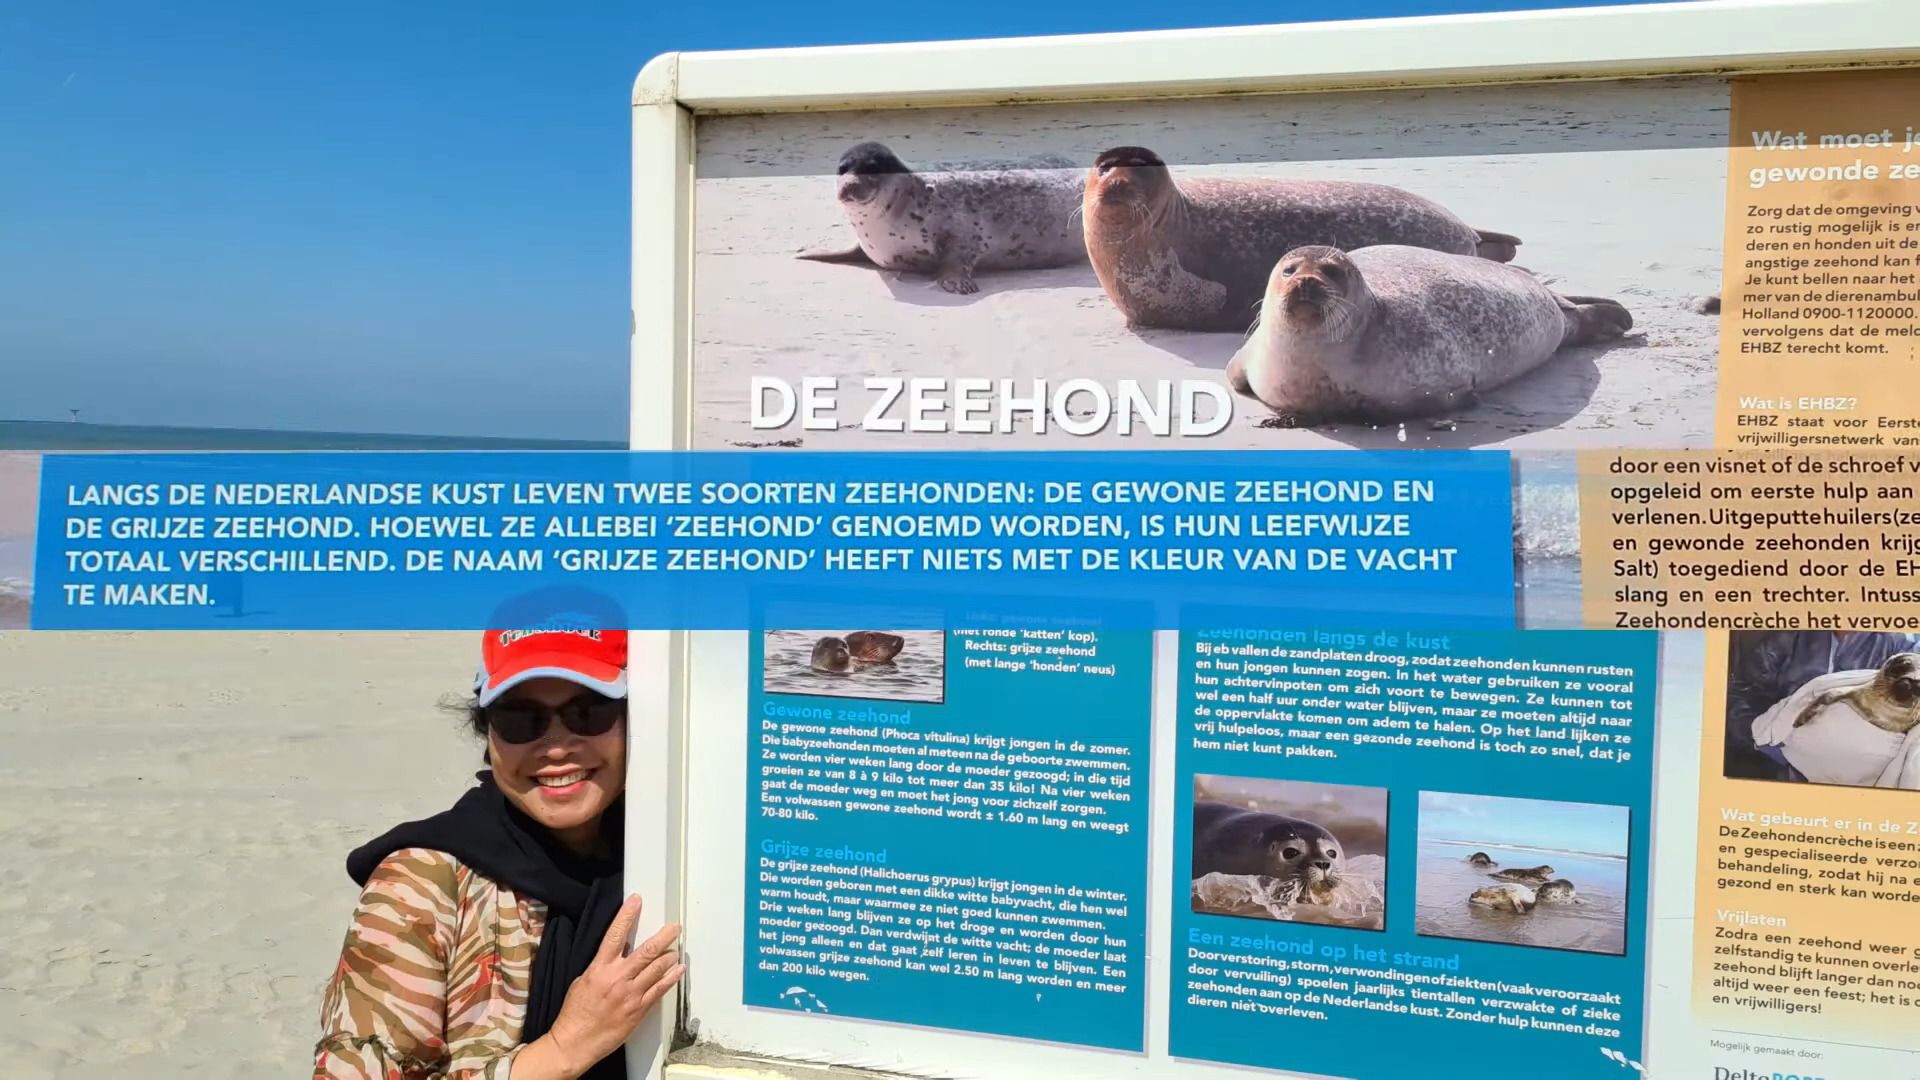 DE ZEEHOND
LANGS DE NEDERLANDSE KUST LEVEN TWEE SOORTEN ZEEHONDEN: DE GEWONE ZEEHOND EN
DE GRIJZE ZEEHOND. HOEWEL ZE ALLEBEI ‘ZEEHOND’ GENOEMD WORDEN, IS HUN LEEFWIJZE
TOTAAL VERSCHILLEND. DE NAAM ‘GRIJZE ZEEHOND’ HEEFT NIETS MET DE KLEUR VAN DE VACHT
TE MAKEN.
(met ronde ‘katten’ kop).
Rechts: grijze zeehond
(met lange ‘honden’ neus)
Gewone zeehond
De gewone zeehond (Phoca vitulina) krijgt jongen in de zomer.
Die babyzeehonden moeten al meteen na de geboorte zwemmen.
Ze worden vier weken lang door de moeder gezoogd; in die tijd
groeien ze van 8 à 9 kilo tot meer dan 35 kilo! Na vier weken
gaat de moeder weg en moet het jong voor zichzelf zorgen.
Een volwassen gewone zeehond wordt ± 1.60 m lang en weegt
70-80 kilo.
Grijze zeehond
De grijze zeehond (Halichoerus grypus) krijgt jongen in de winter.
Die worden geboren met een dikke witte babyvacht, die hen wel
warm houdt, maar waarmee ze niet goed kunnen zwemmen.
Drie weken lang blijven ze op het droge en worden door hun
moeder gezoogd. Dan verdwijnt de witte vacht; de moeder laat
het jong alleen en dat gaat zelf leren in leven te blijven. Een
volwassen grijze zeehond kan wel 2.50 m lang worden en meer
dan 200 kilo wegen.
Zeehonden langs de kust
Bij eb vallen de zandplaten droog, zodat zeehonden kunnen rusten
en hun jongen kunnen zogen. In het water gebruiken ze vooral
hun achtervinpoten om zich voort te bewegen. Ze kunnen tot
wel een half uur onder water blijven, maar ze moeten altijd naar
de oppervlakte komen om adem te halen. Op het land lijken ze
vrij hulpeloos, maar een gezonde zeehond is toch zo snel, dat je
hem niet kunt pakken.
Een zeehond op het strand
Door verstoring, storm, verwondingen of ziekten (vaak veroorzaakt
door vervuiling) spoelen jaarlijks tientallen verzwakte of zieke
zeehonden aan op de Nederlandse kust. Zonder hulp kunnen deze
dieren niet overleven.
Wat moet je
gewonde ze
Zorg dat de omgeving v
zo rustig mogelijk is er
deren en honden uit de
angstige zeehond kan f
Je kunt bellen naar het
mer van de dierenambul
Holland 0900-1120000.
vervolgens dat de melc
EHBZ terecht komt.
Wat is EHBZ?
EHBZ staat voor Eerste
vrijwilligersnetwerk van
door een visnet of de schroef v
opgeleid om eerste hulp aan
verlenen. Uitgeputte huilers (ze
en gewonde zeehonden krijg
Salt) toegediend door de EH
slang en een trechter. Intuss
Zeehondencrèche het vervoe
Wat gebeurt er in de Z
De Zeehondencrèche is een
en gespecialiseerde verzo
behandeling, zodat hij na e
gezond en sterk kan worde
Vrijlaten
Zodra een zeehond weer g
zelfstandig te kunnen overle
zeehond blijft langer dan noo
altijd weer een feest; het is d
en vrijwilligers!
Mogelijk gemaakt door:
DeltaPORT